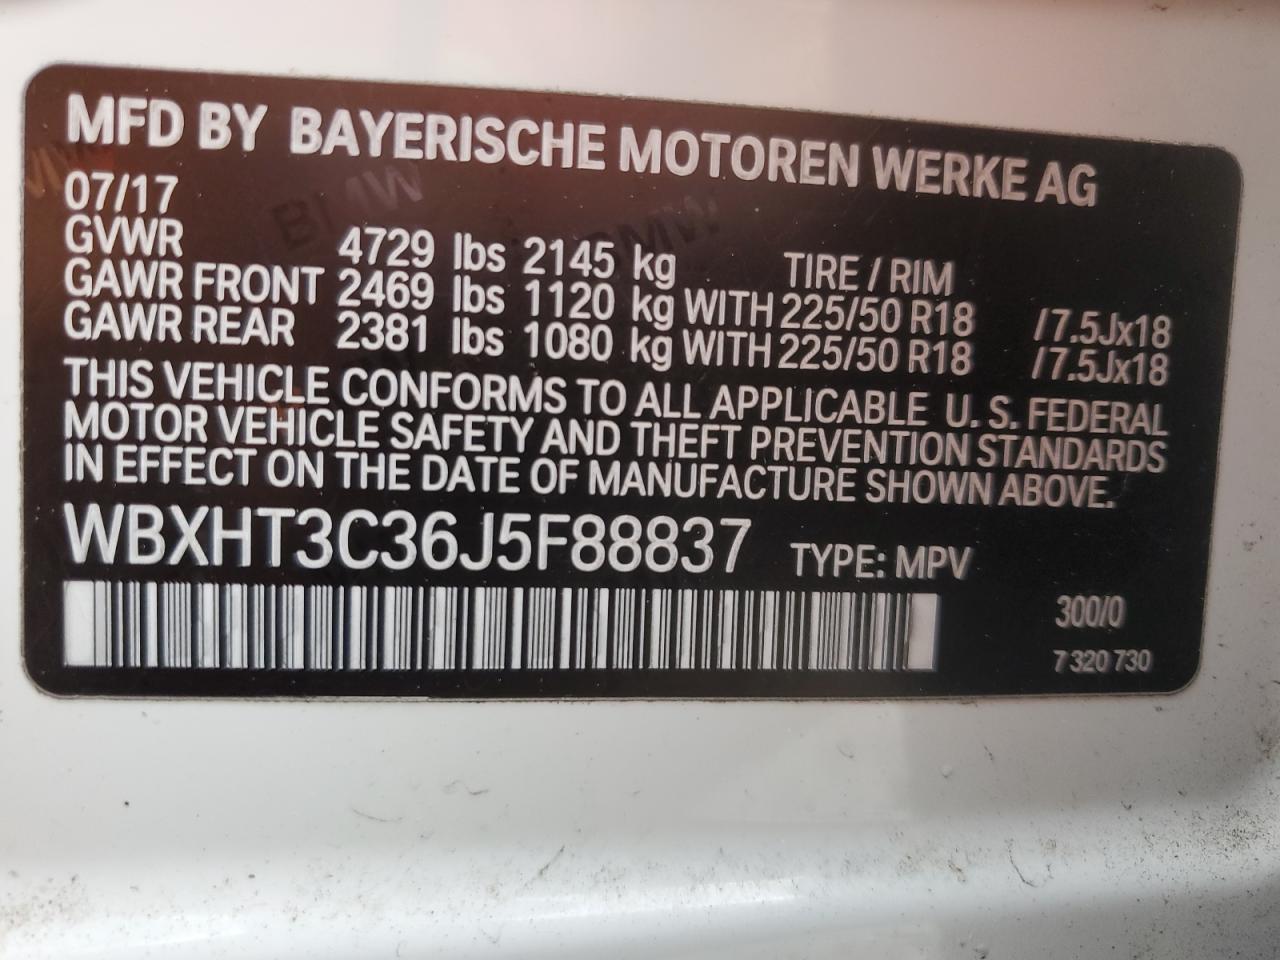 MFD BY BAYERISCHE MOTOREN WERKE AG
07/17
GVWR 4729 lbs 2145 kg TIRE / RIM
GAWR FRONT 2469 lbs 1120 kg WITH 225/50 R18 /7.5Jx18
GAWR REAR 2381 lbs 1080 kg WITH 225/50 R18 /7.5Jx18
THIS VEHICLE CONFORMS TO ALL APPLICABLE U. S. FEDERAL
MOTOR VEHICLE SAFETY AND THEFT PREVENTION STANDARDS
IN EFFECT ON THE DATE OF MANUFACTURE SHOWN ABOVE.
WBXHT3C36J5F88837 TYPE: MPV
300/0
7 320 730